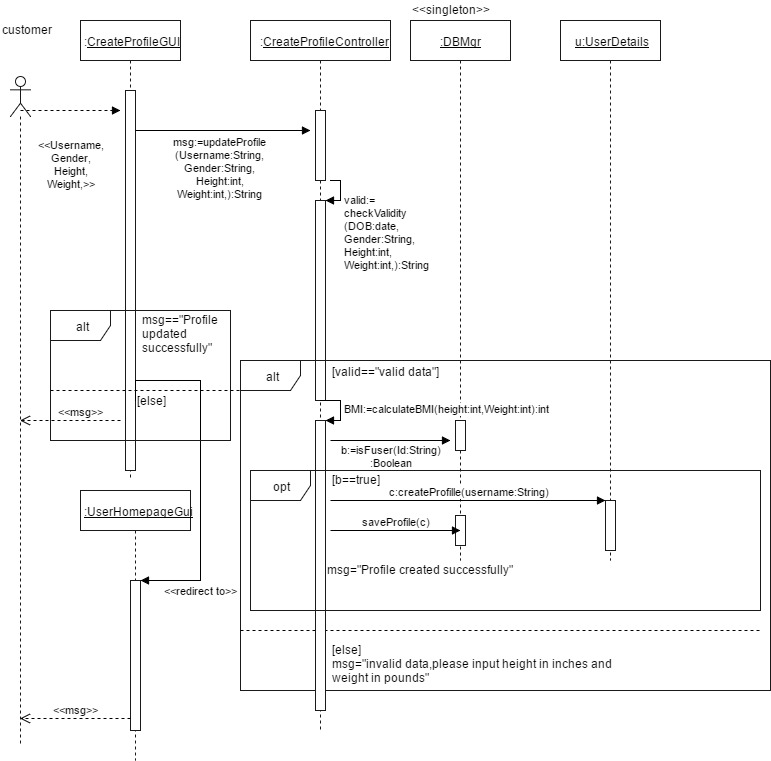 <<singleton>>
customer
:CreateProfileGUI
:CreateProfileController
:DBMgr
u:UserDetails
<<Username,
Gender,
Height,
Weight,>>
msg:=updateProfile
(Username:String,
Gender:String,
Height:int,
Weight:int,):String
valid:=
checkValidity
(DOB:date,
Gender:String,
Height:int,
Weight:int,):String
alt
msg=="Profile
updated
successfully"
[else]
<<msg>>
alt
[valid=="valid data"]
BMI:=calculateBMI(height:int,Weight:int):int
b:=isFuser(Id:String)
:Boolean
opt
[b==true]
c:createProfille(username:String)
saveProfile(c)
msg="Profile created successfully"
:UserHomepageGui
<<redirect to>>
[else]
msg="invalid data,please input height in inches and
weight in pounds"
<<msg>>